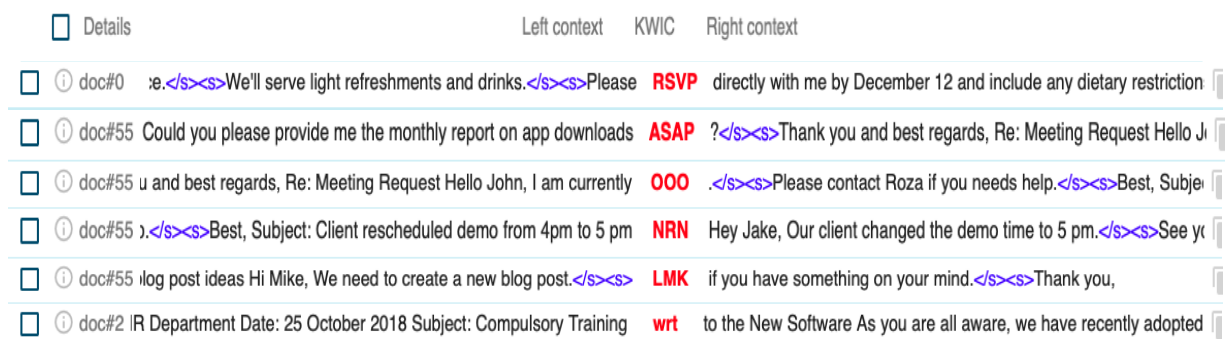 Details Left context KWIC Right context
doc#0 :e.</s><s>We'll serve light refreshments and drinks.</s><s>Please RSVP directly with me by December 12 and include any dietary restriction
doc#55 Could you please provide me the monthly report on app downloads ASAP ?</s><s>Thank you and best regards, Re: Meeting Request Hello J
doc#55 u and best regards, Re: Meeting Request Hello John, I am currently OOO .</s><s>Please contact Roza if you needs help.</s><s>Best, Subje
doc#55 .</s><s>Best, Subject: Client rescheduled demo from 4pm to 5 pm NRN Hey Jake, Our client changed the demo time to 5 pm.</s><s>See yo
doc#55 log post ideas Hi Mike, We need to create a new blog post.</s><s> LMK if you have something on your mind.</s><s>Thank you,
doc#2 R Department Date: 25 October 2018 Subject: Compulsory Training wrt to the New Software As you are all aware, we have recently adopted